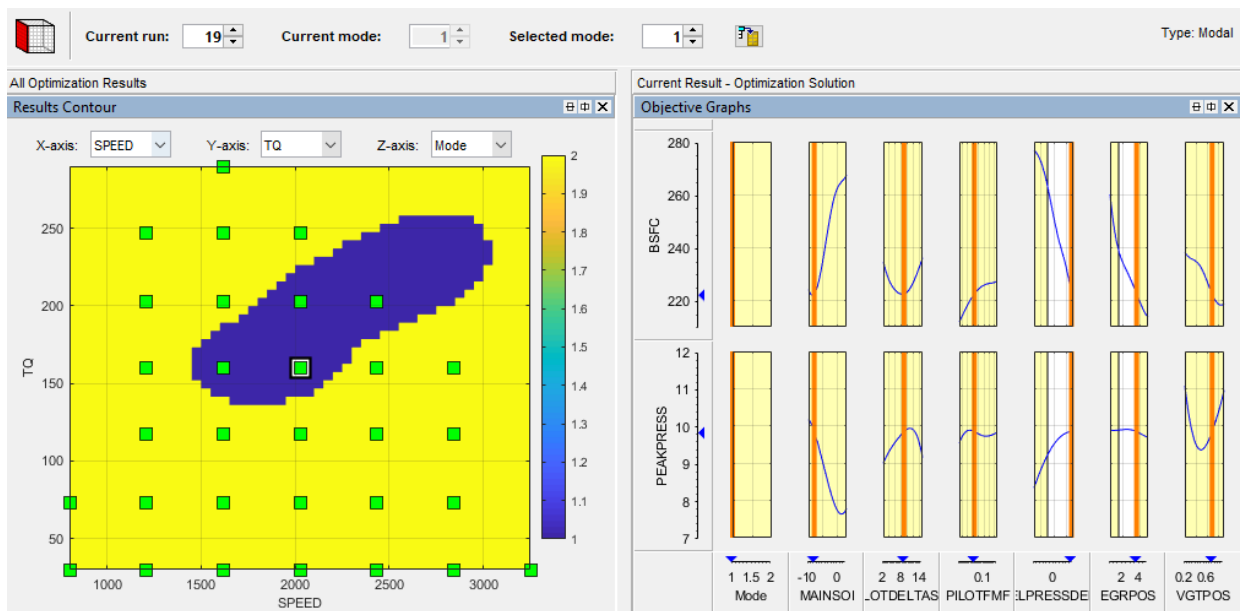 Current run: 19 Current mode: 1 Selected mode: 1 Type: Modal
All Optimization Results
Results Contour
X-axis: SPEED Y-axis: TQ Z-axis: Mode
250
200
150
100
50
TQ
1000 1500 2000 2500 3000
SPEED
2
1.9
1.8
1.7
1.6
1.5
1.4
1.3
1.2
1.1
1
Current Result - Optimization Solution
Objective Graphs
280
260
240
220
BSFC
12
11
10
9
8
7
PEAKPRESS
1 1.5 2 -10 0 2 8 14 0.1 0 2 4 0.2 0.6
Mode MAINSOI .OTDELTAS PILOTFMF ELPRESSDE EGRPOS VGTPOS